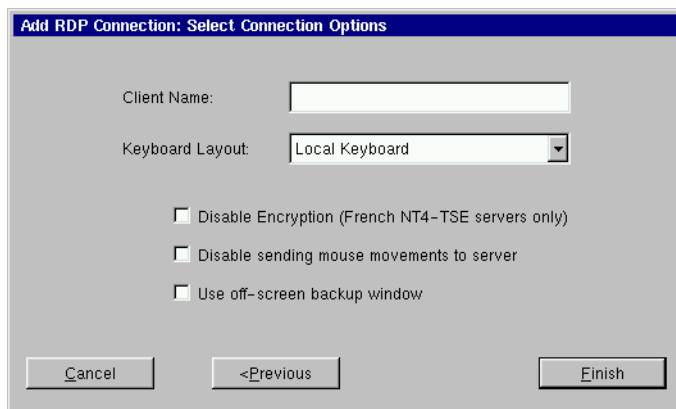 Add RDP Connection: Select Connection Options
Client Name:
Keyboard Layout: Local Keyboard
Disable Encryption (French NT4-TSE servers only)
Disable sending mouse movements to server
Use off-screen backup window
Cancel <Previous Finish